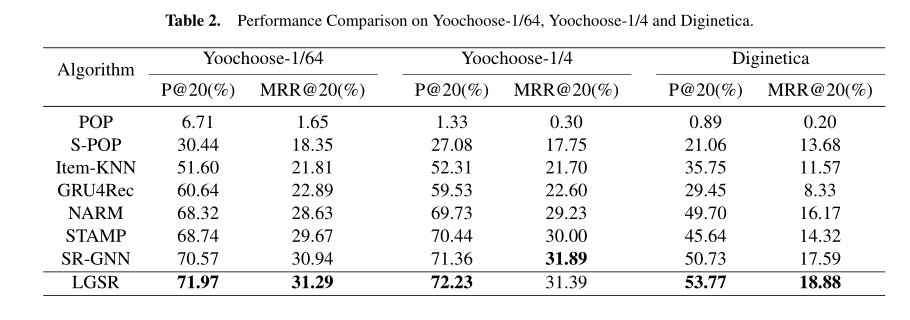 Table 2. Performance Comparison on Yoochoose-1/64, Yoochoose-1/4 and Diginetica.
Algorithm Yoochoose-1/64 Yoochoose-1/4 Diginetica
P@20(%) MRR@20(%) P@20(%) MRR@20(%) P@20(%) MRR@20(%)
POP 6.71 1.65 1.33 0.30 0.89 0.20
S-POP 30.44 18.35 27.08 17.75 21.06 13.68
Item-KNN 51.60 21.81 52.31 21.70 35.75 11.57
GRU4Rec 60.64 22.89 59.53 22.60 29.45 8.33
NARM 68.32 28.63 69.73 29.23 49.70 16.17
STAMP 68.74 29.67 70.44 30.00 45.64 14.32
SR-GNN 70.57 30.94 71.36 31.89 50.73 17.59
LGSR 71.97 31.29 72.23 31.39 53.77 18.88